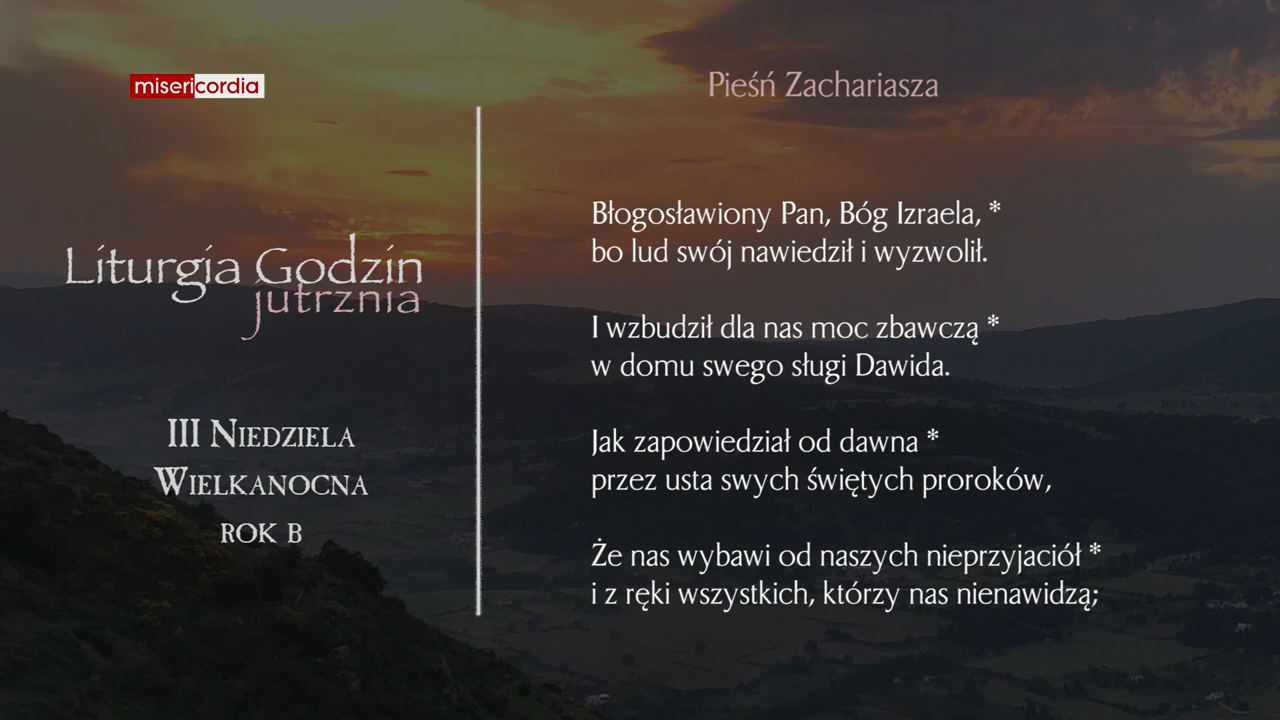 misericordia
Liturgia Godzin
jutrznia
III Niedziela
Wielkanocna
rok B
Pieśń Zachariasza
Błogosławiony Pan, Bóg Izraela, *
bo lud swój nawiedził i wyzwolił.
I wzbudził dla nas moc zbawczą *
w domu swego sługi Dawida.
Jak zapowiedział od dawna *
przez usta swych świętych proroków,
Że nas wybawi od naszych nieprzyjaciół *
i z ręki wszystkich, którzy nas nienawidzą;